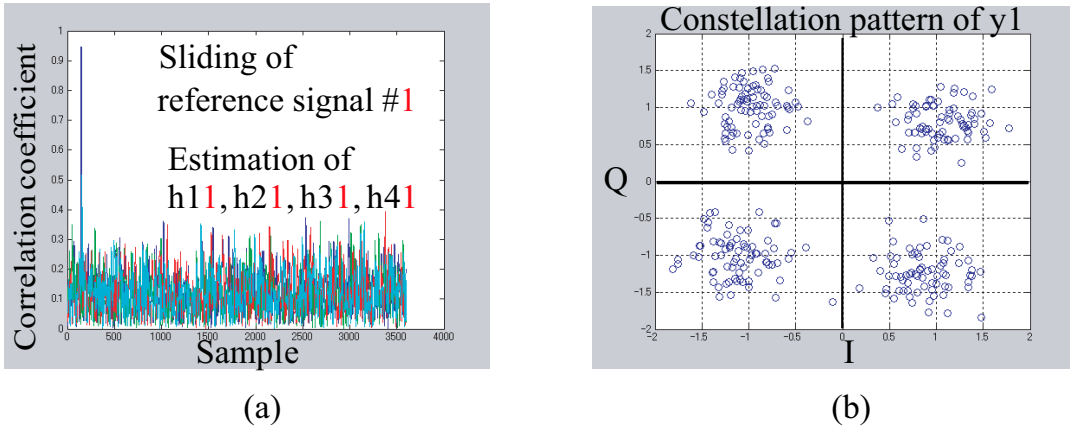 Correlation coefficient
1
0.9
0.8
0.7
0.6
0.5
0.4
0.3
0.2
0.1
0
Sliding of
reference signal #1
Estimation of
h11, h21, h31, h41
0 500 1000 1500 2000 2500 3000 3500 4000
Sample
(a)
Constellation pattern of y1
Q
2
1.5
1
0.5
0
-0.5
-1
-1.5
-2
-2 -1.5 -1 -0.5 0 0.5 1 1.5 2
I
(b)